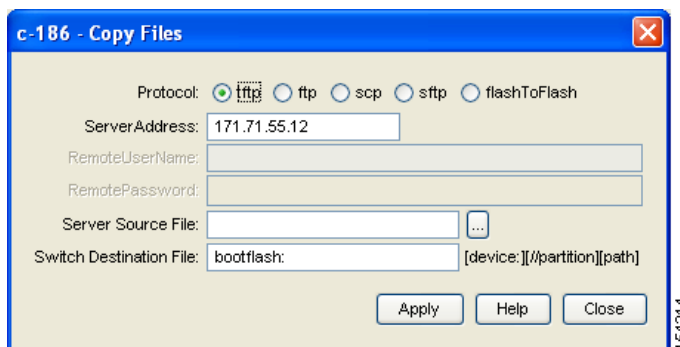 c-186 - Copy Files
Protocol: tftp ftp scp sftp flashToFlash
ServerAddress: 171.71.55.12
RemoteUserName:
RemotePassword:
Server Source File: ...
Switch Destination File: bootflash: [device:][//partition][path]
Apply Help Close